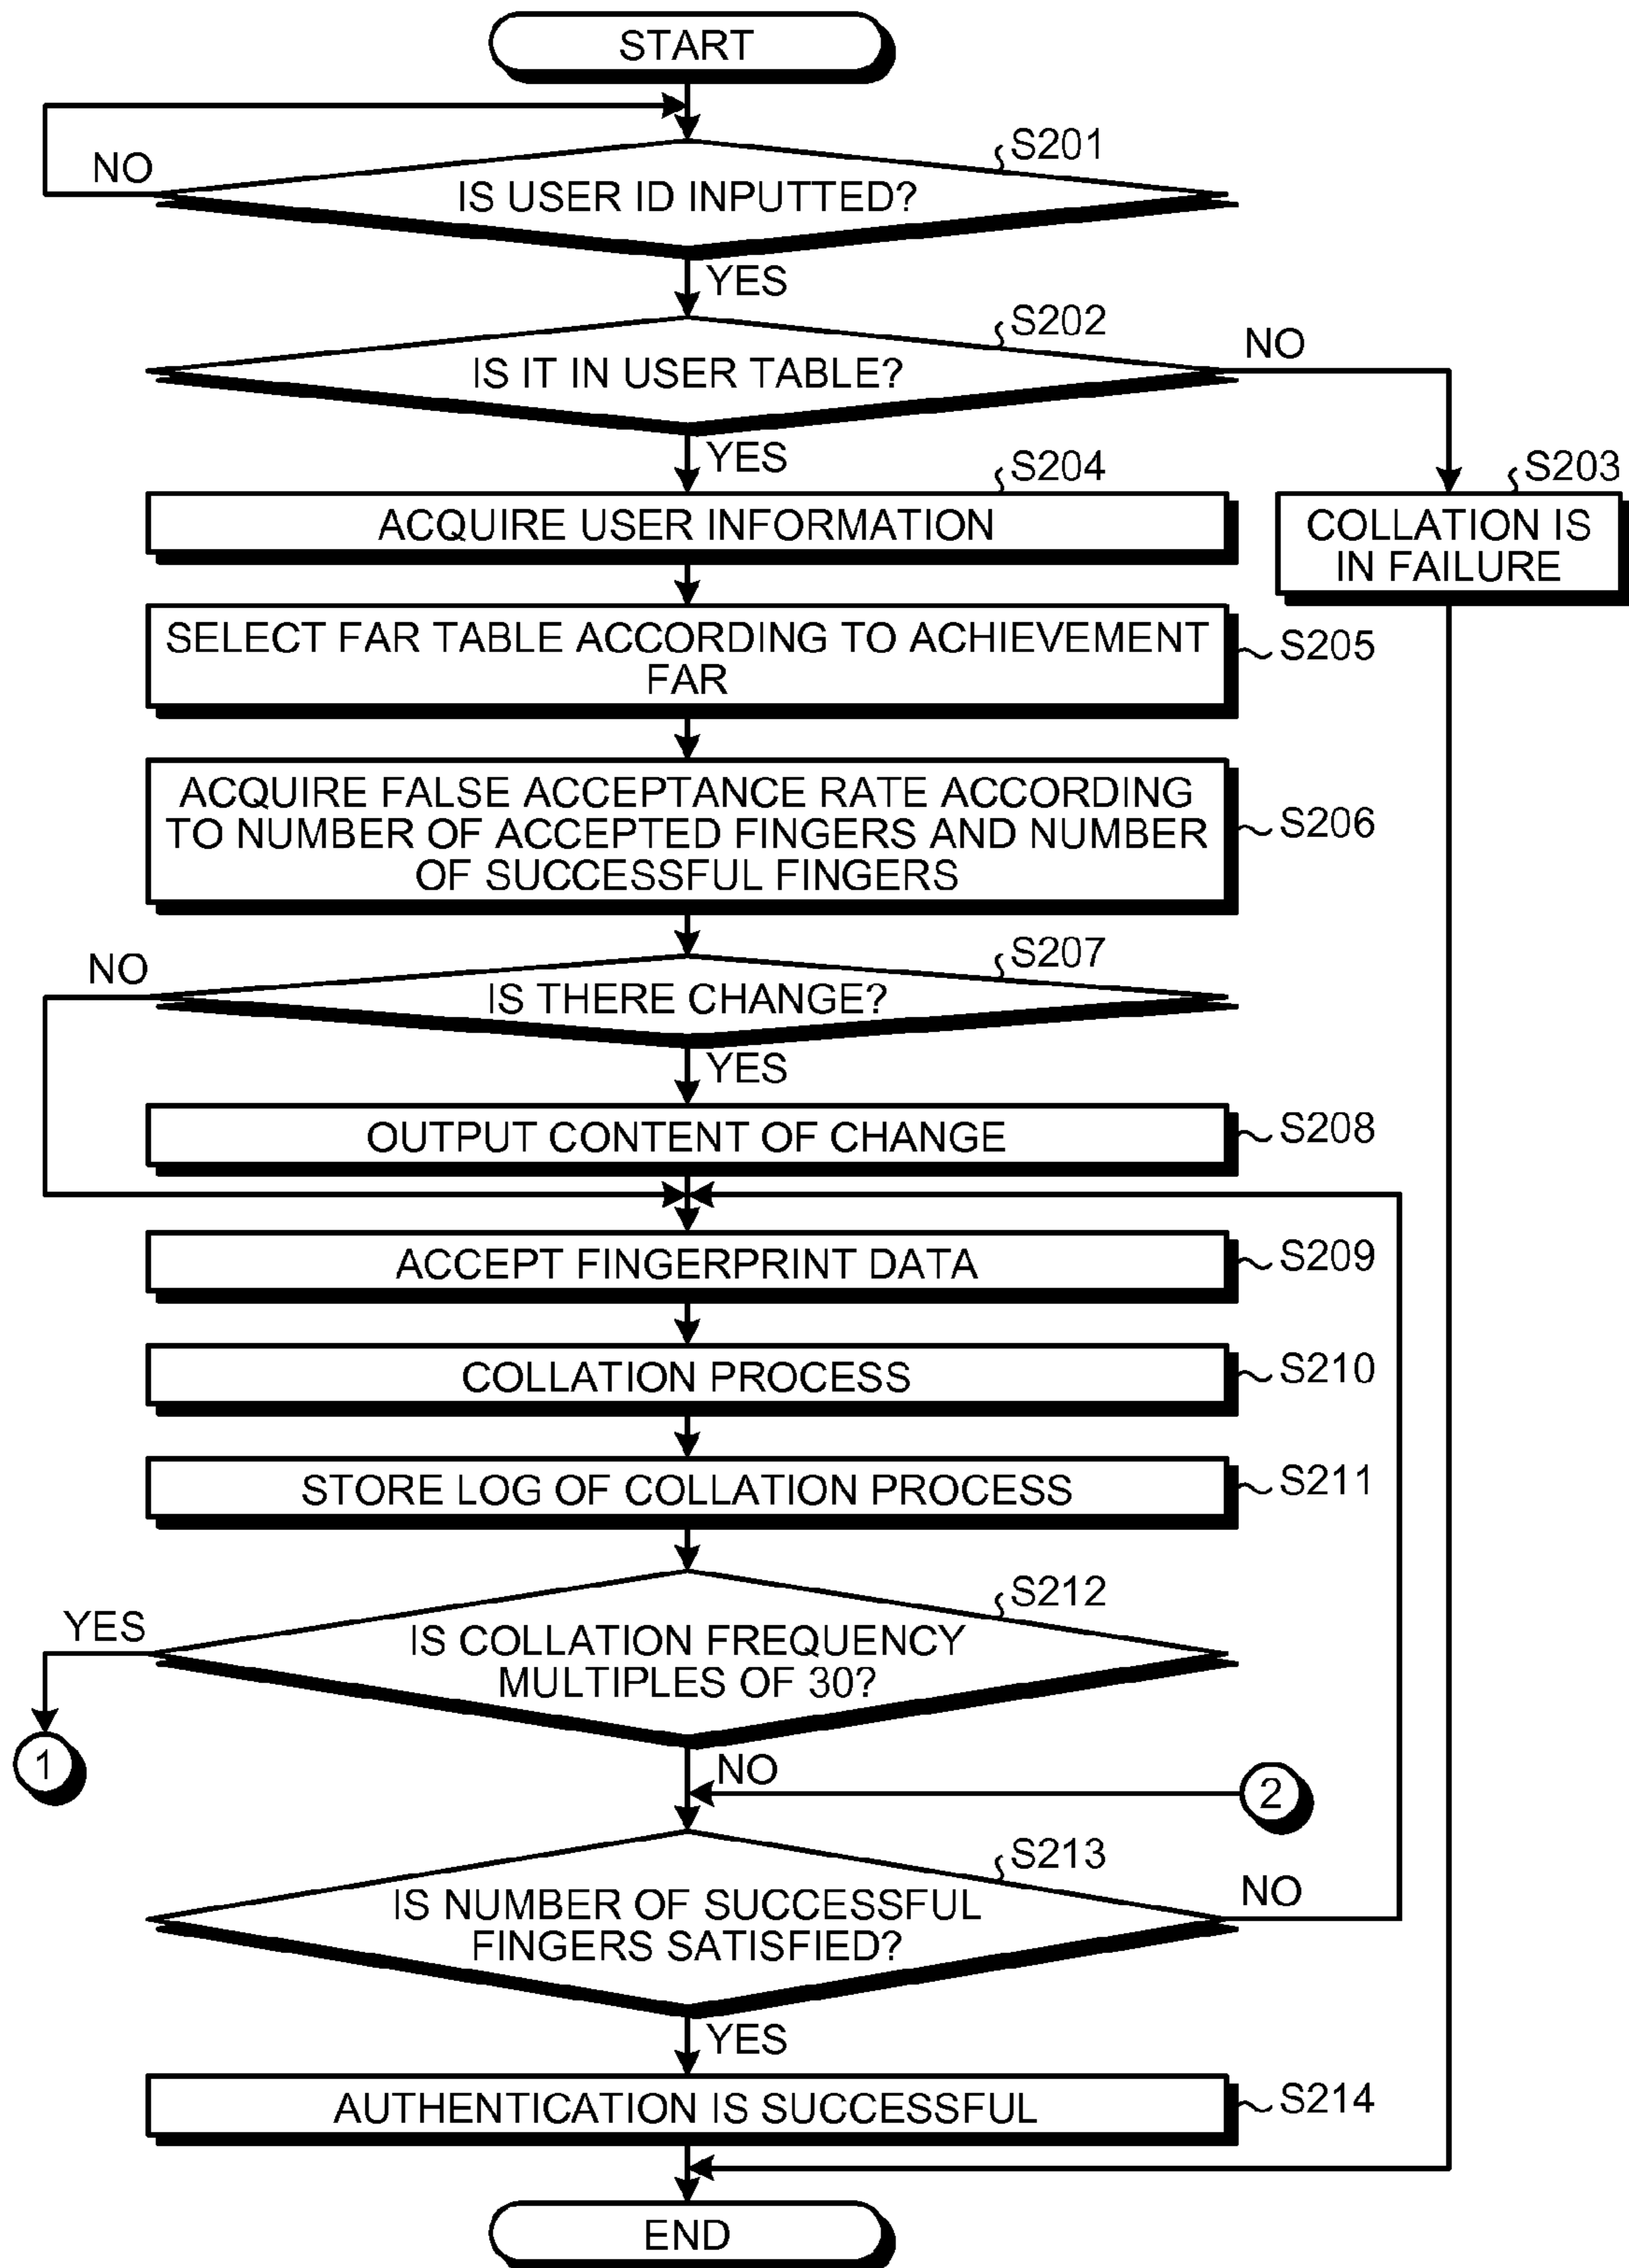 START
S201
NO
IS USER ID INPUTTED?
YES
S202
NO
IS IT IN USER TABLE?
YES
S204
S203
ACQUIRE USER INFORMATION
COLLATION IS
IN FAILURE
SELECT FAR TABLE ACCORDING TO ACHIEVEMENT
FAR
S205
ACQUIRE FALSE ACCEPTANCE RATE ACCORDING
TO NUMBER OF ACCEPTED FINGERS AND NUMBER
OF SUCCESSFUL FINGERS
S206
S207
NO
IS THERE CHANGE?
YES
OUTPUT CONTENT OF CHANGE
S208
ACCEPT FINGERPRINT DATA
S209
COLLATION PROCESS
S210
STORE LOG OF COLLATION PROCESS
S211
S212
YES
IS COLLATION FREQUENCY
MULTIPLES OF 30?
1
NO
2
S213
NO
IS NUMBER OF SUCCESSFUL
FINGERS SATISFIED?
YES
AUTHENTICATION IS SUCCESSFUL
S214
END